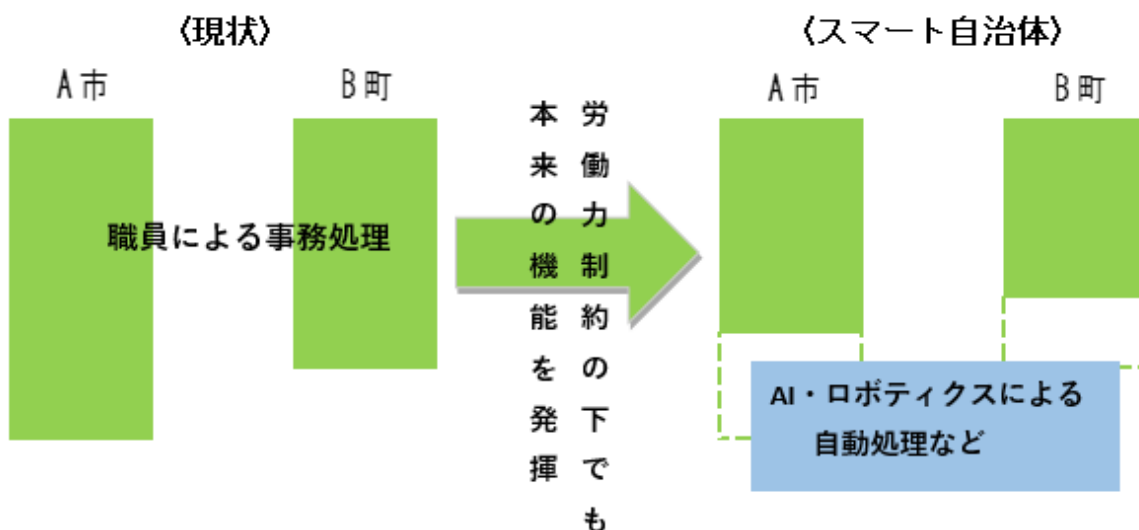 〈現状〉
A市
B町
職員による事務処理
労働力制約の下でも
本来の機能を発揮
〈スマート自治体〉
A市
B町
AI・ロボティクスによる
自動処理など